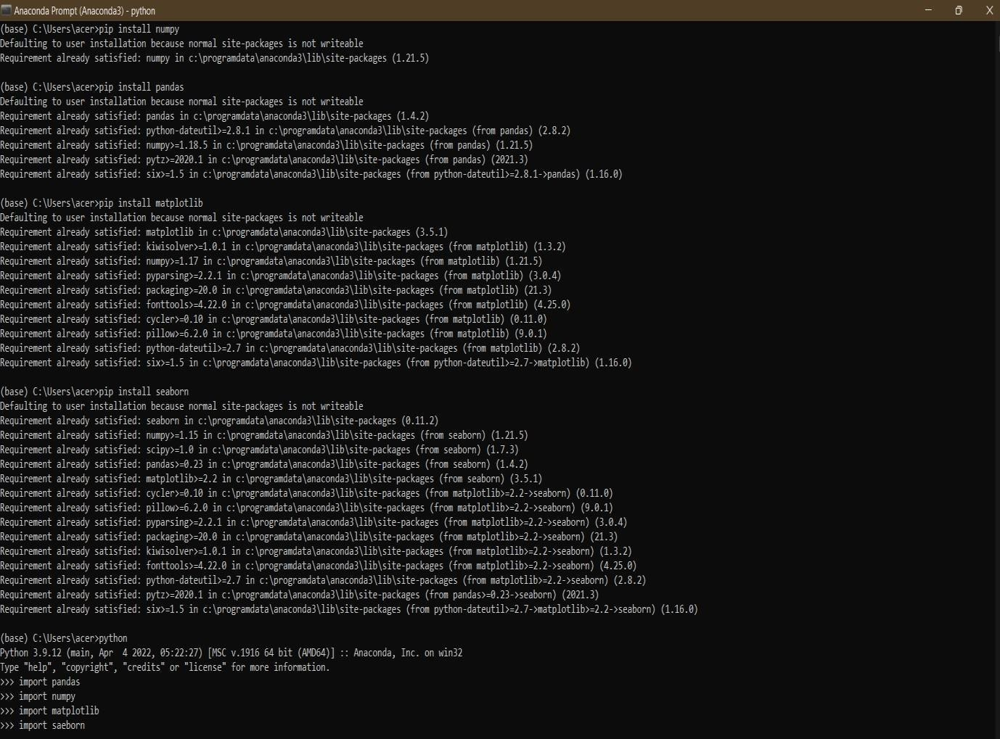 Anaconda Prompt (Anaconda3) - python
(base) C:\Users\acer>pip install numpy
Defaulting to user installation because normal site-packages is not writeable
Requirement already satisfied: numpy in c:\programdata\anaconda3\lib\site-packages (1.21.5)
(base) C:\Users\acer>pip install pandas
Defaulting to user installation because normal site-packages is not writeable
Requirement already satisfied: pandas in c:\programdata\anaconda3\lib\site-packages (1.4.2)
Requirement already satisfied: python-dateutil>=2.8.1 in c:\programdata\anaconda3\lib\site-packages (from pandas) (2.8.2)
Requirement already satisfied: numpy>=1.18.5 in c:\programdata\anaconda3\lib\site-packages (from pandas) (1.21.5)
Requirement already satisfied: pytz>=2020.1 in c:\programdata\anaconda3\lib\site-packages (from pandas) (2021.3)
Requirement already satisfied: six>=1.5 in c:\programdata\anaconda3\lib\site-packages (from python-dateutil>=2.8.1->pandas) (1.16.0)
(base) C:\Users\acer>pip install matplotlib
Defaulting to user installation because normal site-packages is not writeable
Requirement already satisfied: matplotlib in c:\programdata\anaconda3\lib\site-packages (3.5.1)
Requirement already satisfied: kiwisolver>=1.0.1 in c:\programdata\anaconda3\lib\site-packages (from matplotlib) (1.3.2)
Requirement already satisfied: numpy>=1.17 in c:\programdata\anaconda3\lib\site-packages (from matplotlib) (1.21.5)
Requirement already satisfied: pyparsing>=2.2.1 in c:\programdata\anaconda3\lib\site-packages (from matplotlib) (3.0.4)
Requirement already satisfied: packaging>=20.0 in c:\programdata\anaconda3\lib\site-packages (from matplotlib) (21.3)
Requirement already satisfied: fonttools>=4.22.0 in c:\programdata\anaconda3\lib\site-packages (from matplotlib) (4.25.0)
Requirement already satisfied: cycler>=0.10 in c:\programdata\anaconda3\lib\site-packages (from matplotlib) (0.11.0)
Requirement already satisfied: pillow>=6.2.0 in c:\programdata\anaconda3\lib\site-packages (from matplotlib) (9.0.1)
Requirement already satisfied: python-dateutil>=2.7 in c:\programdata\anaconda3\lib\site-packages (from matplotlib) (2.8.2)
Requirement already satisfied: six>=1.5 in c:\programdata\anaconda3\lib\site-packages (from python-dateutil>=2.7->matplotlib) (1.16.0)
(base) C:\Users\acer>pip install seaborn
Defaulting to user installation because normal site-packages is not writeable
Requirement already satisfied: seaborn in c:\programdata\anaconda3\lib\site-packages (0.11.2)
Requirement already satisfied: numpy>=1.15 in c:\programdata\anaconda3\lib\site-packages (from seaborn) (1.21.5)
Requirement already satisfied: scipy>=1.0 in c:\programdata\anaconda3\lib\site-packages (from seaborn) (1.7.3)
Requirement already satisfied: pandas>=0.23 in c:\programdata\anaconda3\lib\site-packages (from seaborn) (1.4.2)
Requirement already satisfied: matplotlib>=2.2 in c:\programdata\anaconda3\lib\site-packages (from seaborn) (3.5.1)
Requirement already satisfied: cycler>=0.10 in c:\programdata\anaconda3\lib\site-packages (from matplotlib>=2.2->seaborn) (0.11.0)
Requirement already satisfied: pillow>=6.2.0 in c:\programdata\anaconda3\lib\site-packages (from matplotlib>=2.2->seaborn) (9.0.1)
Requirement already satisfied: pyparsing>=2.2.1 in c:\programdata\anaconda3\lib\site-packages (from matplotlib>=2.2->seaborn) (3.0.4)
Requirement already satisfied: packaging>=20.0 in c:\programdata\anaconda3\lib\site-packages (from matplotlib>=2.2->seaborn) (21.3)
Requirement already satisfied: kiwisolver>=1.0.1 in c:\programdata\anaconda3\lib\site-packages (from matplotlib>=2.2->seaborn) (1.3.2)
Requirement already satisfied: fonttools>=4.22.0 in c:\programdata\anaconda3\lib\site-packages (from matplotlib>=2.2->seaborn) (4.25.0)
Requirement already satisfied: python-dateutil>=2.7 in c:\programdata\anaconda3\lib\site-packages (from matplotlib>=2.2->seaborn) (2.8.2)
Requirement already satisfied: pytz>=2020.1 in c:\programdata\anaconda3\lib\site-packages (from pandas>=0.23->seaborn) (2021.3)
Requirement already satisfied: six>=1.5 in c:\programdata\anaconda3\lib\site-packages (from python-dateutil>=2.7->matplotlib>=2.2->seaborn) (1.16.0)
(base) C:\Users\acer>python
Python 3.9.12 (main, Apr  4 2022, 05:22:27) [MSC v.1916 64 bit (AMD64)] :: Anaconda, Inc. on win32
Type "help", "copyright", "credits" or "license" for more information.
>>> import pandas
>>> import numpy
>>> import matplotlib
>>> import saeborn